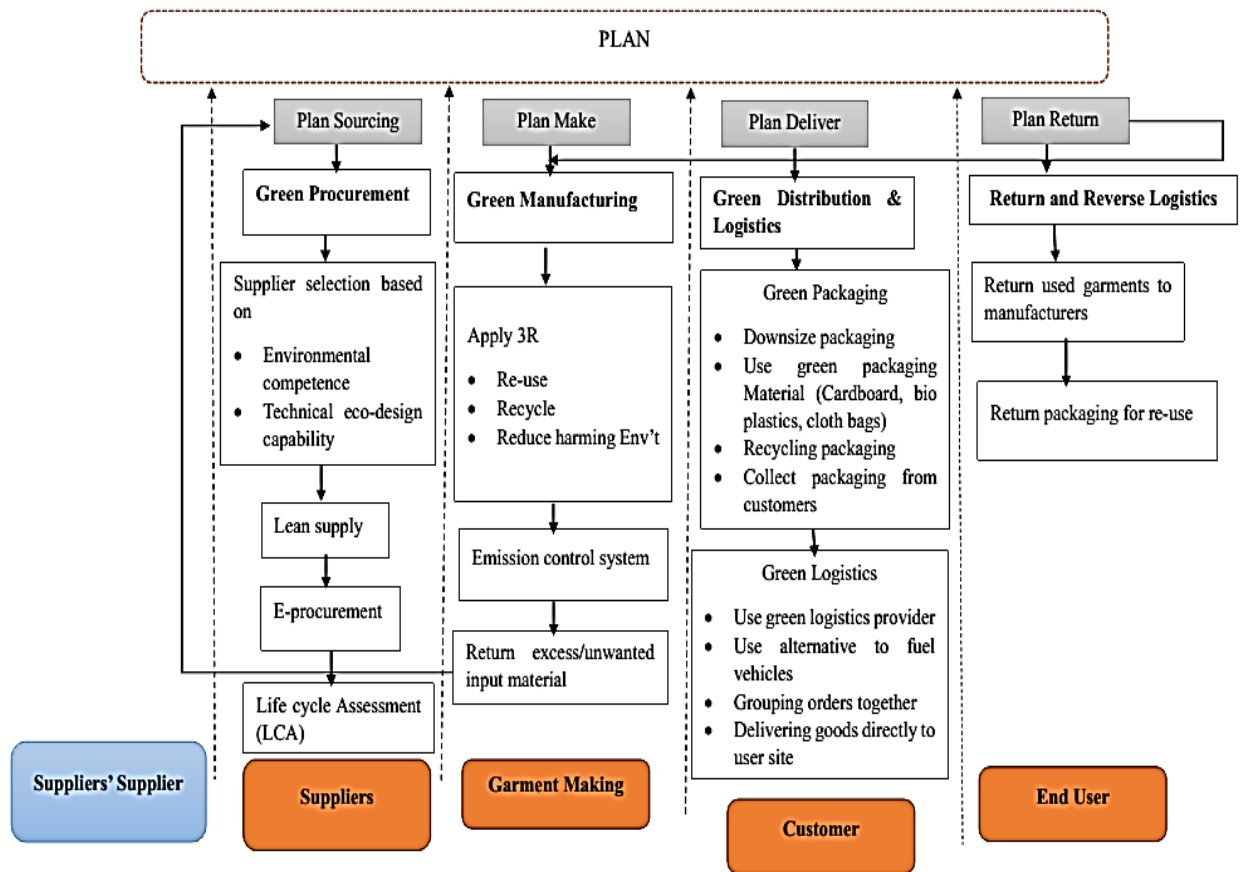 PLAN
Plan Sourcing
Green Procurement
Supplier selection based
on
• Environmental
competence
• Technical eco-design
capability
Lean supply
E-procurement
Life cycle Assessment
(LCA)
Plan Make
Green Manufacturing
Apply 3R
• Re-use
• Recycle
• Reduce harming Env't
Emission control system
Return excess/unwanted
input material
Plan Deliver
Green Distribution &
Logistics
Green Packaging
• Downsize packaging
• Use green packaging
Material (Cardboard, bio
plastics, cloth bags)
• Recycling packaging
• Collect packaging from
customers
Green Logistics
• Use green logistics provider
• Use alternative to fuel
vehicles
• Grouping orders together
• Delivering goods directly to
user site
Plan Return
Return and Reverse Logistics
Return used garments to
manufacturers
Return packaging for re-use
Suppliers' Supplier
Suppliers
Garment Making
Customer
End User